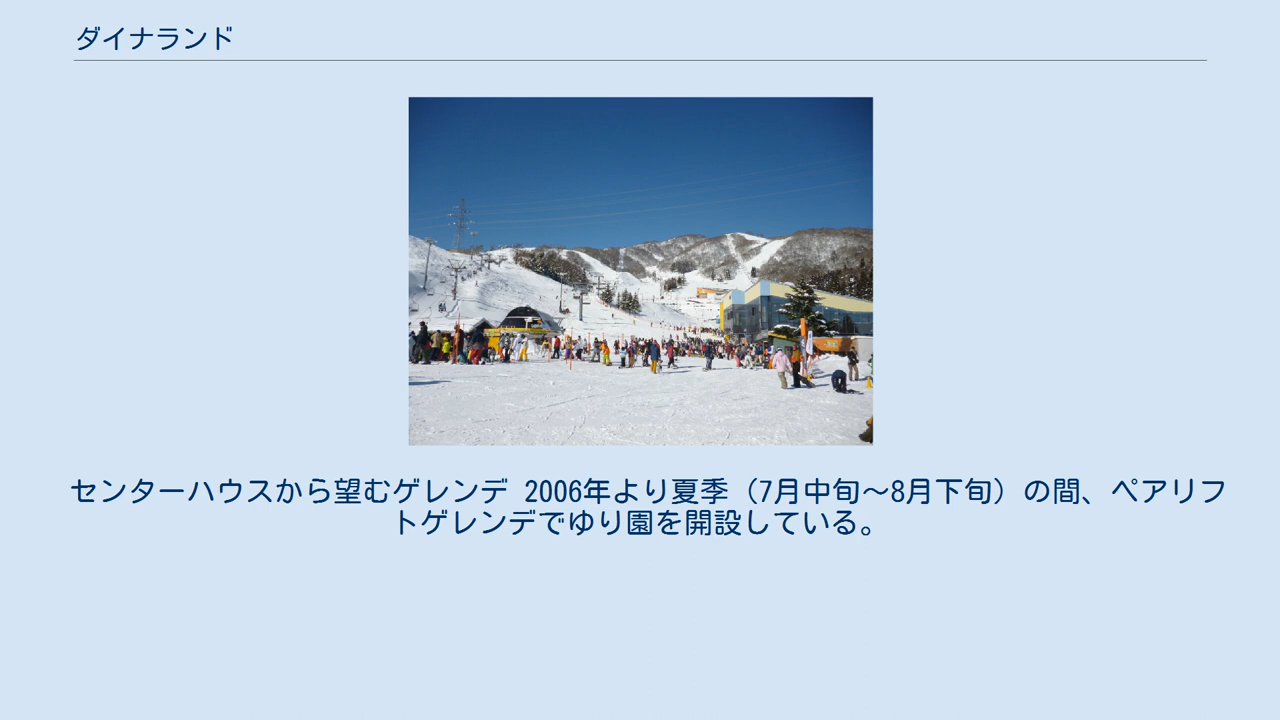 ダイナランド
センターハウスから望むゲレンデ 2006年より夏季（7月中旬～8月下旬）の間、ペアリフ
トゲレンデでゆり園を開設している。